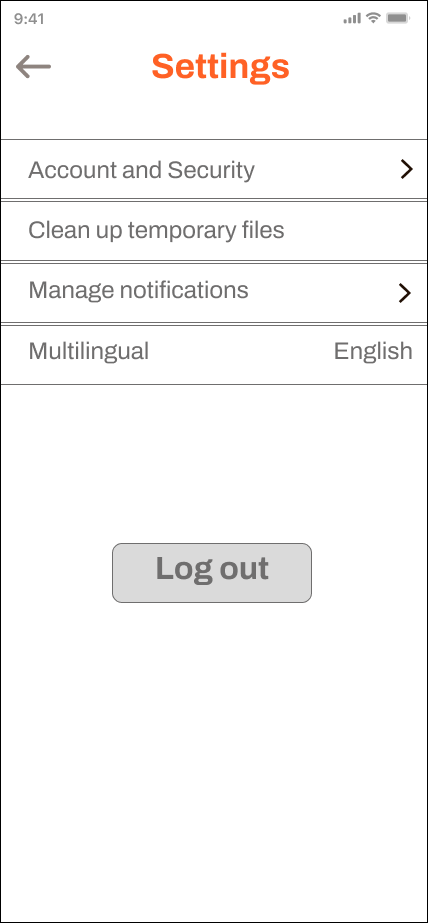 9:41
Settings
Account and Security
Clean up temporary files
Manage notifications
Multilingual English
Log out